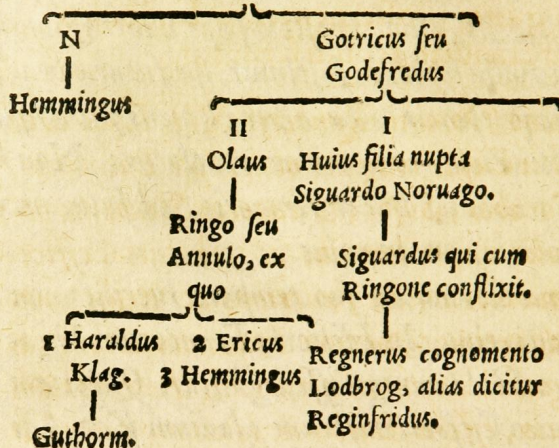 N
Hemmingus
Gotricus seu
Godefredus
II
Olaus
Ringo seu
Annulo, ex
quo
1 Haraldus
Klag.
Guthorm.
2 Ericus
3 Hemmingus
I
Huius filia nupta
Siguardo Noruago.
Siguardus qui cum
Ringone conflixit.
Regnerus cognomento
Lodbrog, alias dicitur
Reginfridus.